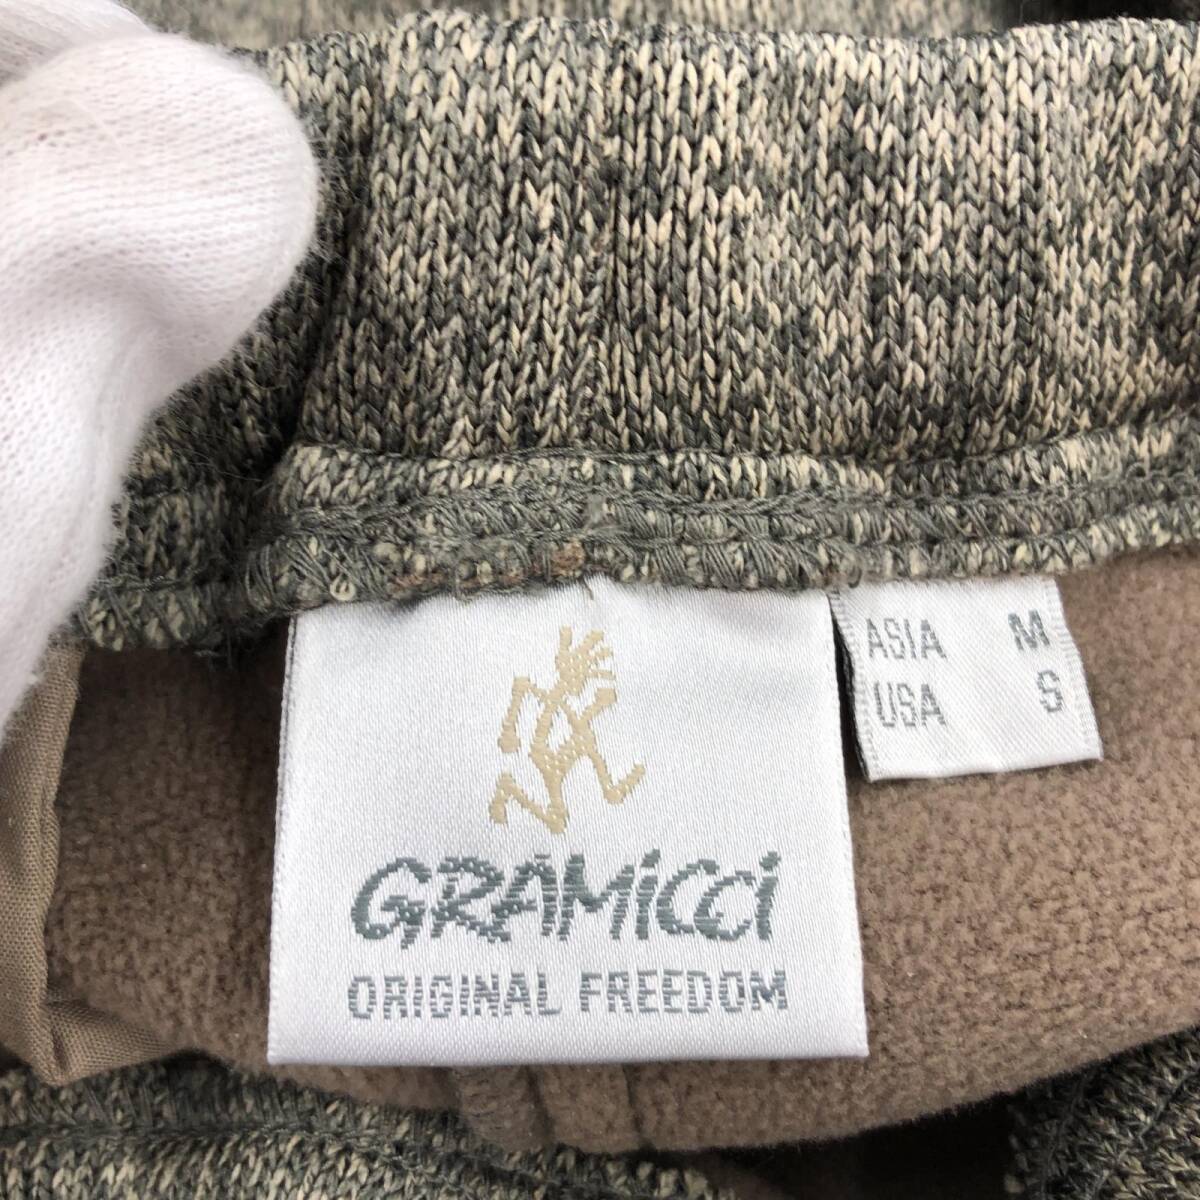 GRAMiCCi
ORIGINAL FREEDOM
ASIA M
USA S